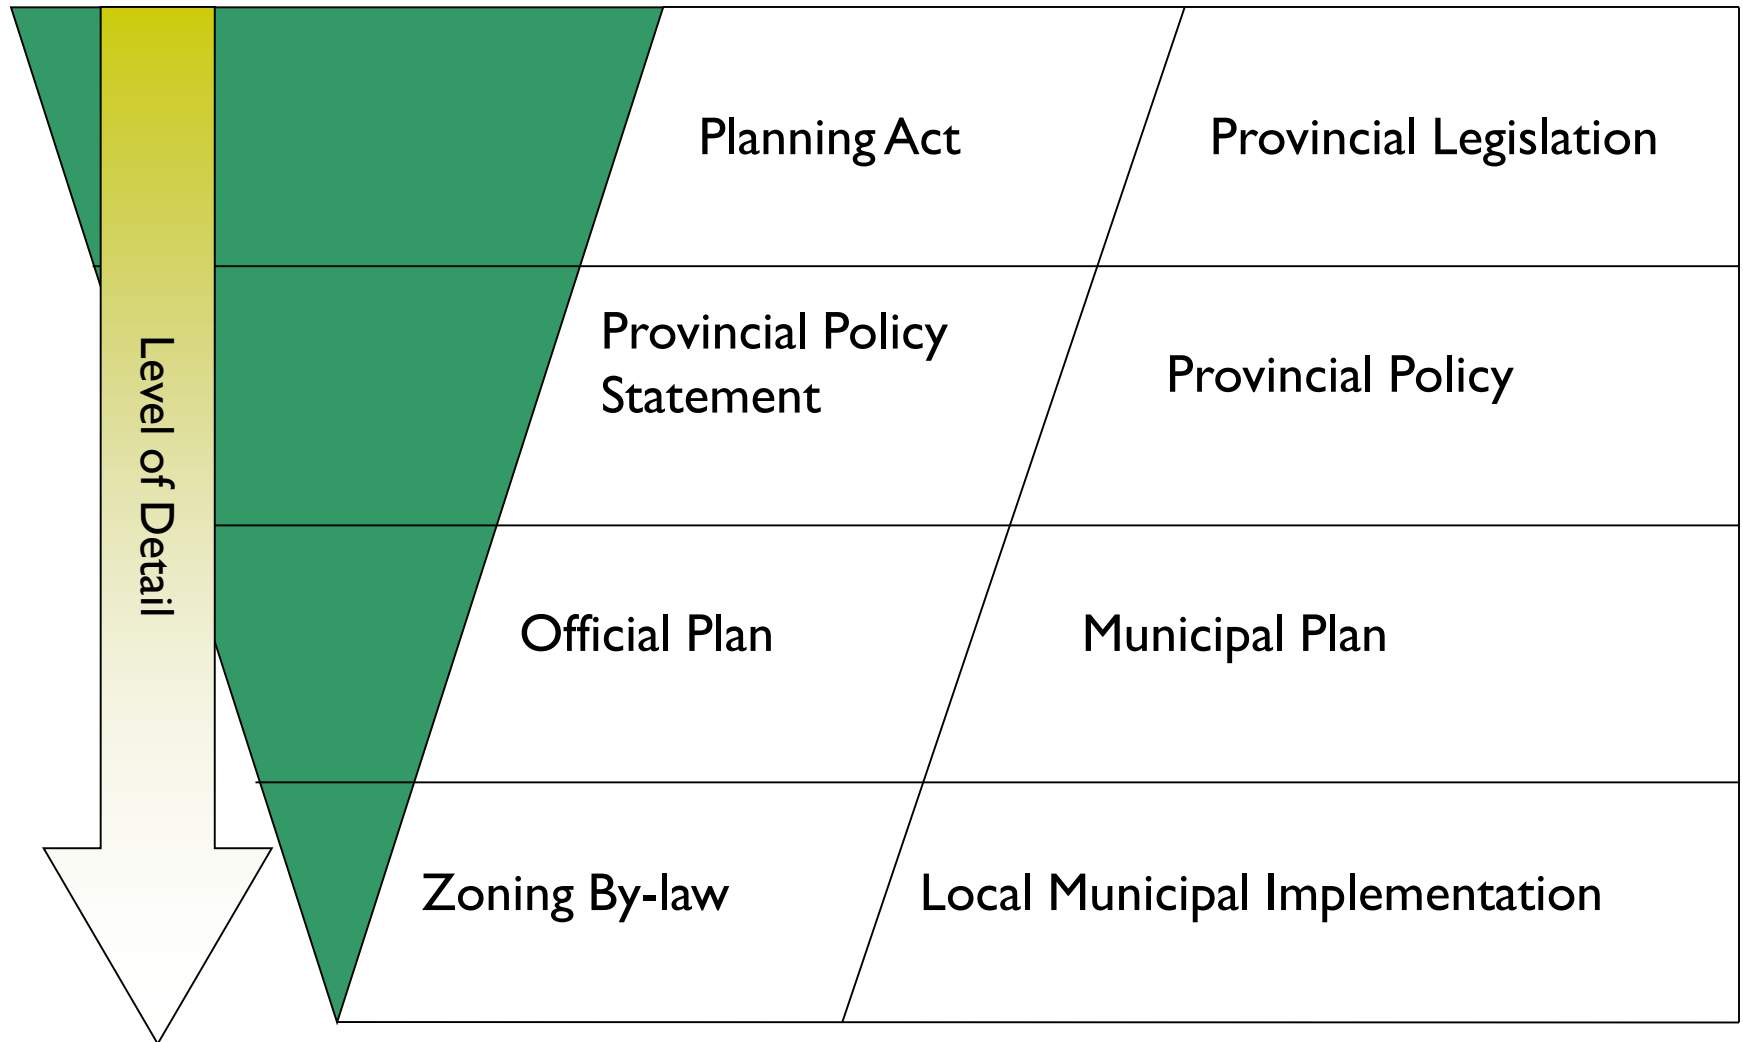 Planning Act
Provincial Legislation
Provincial Policy
Statement
Provincial Policy
Level of Detail
Official Plan
Municipal Plan
Zoning By-law
Local Municipal Implementation